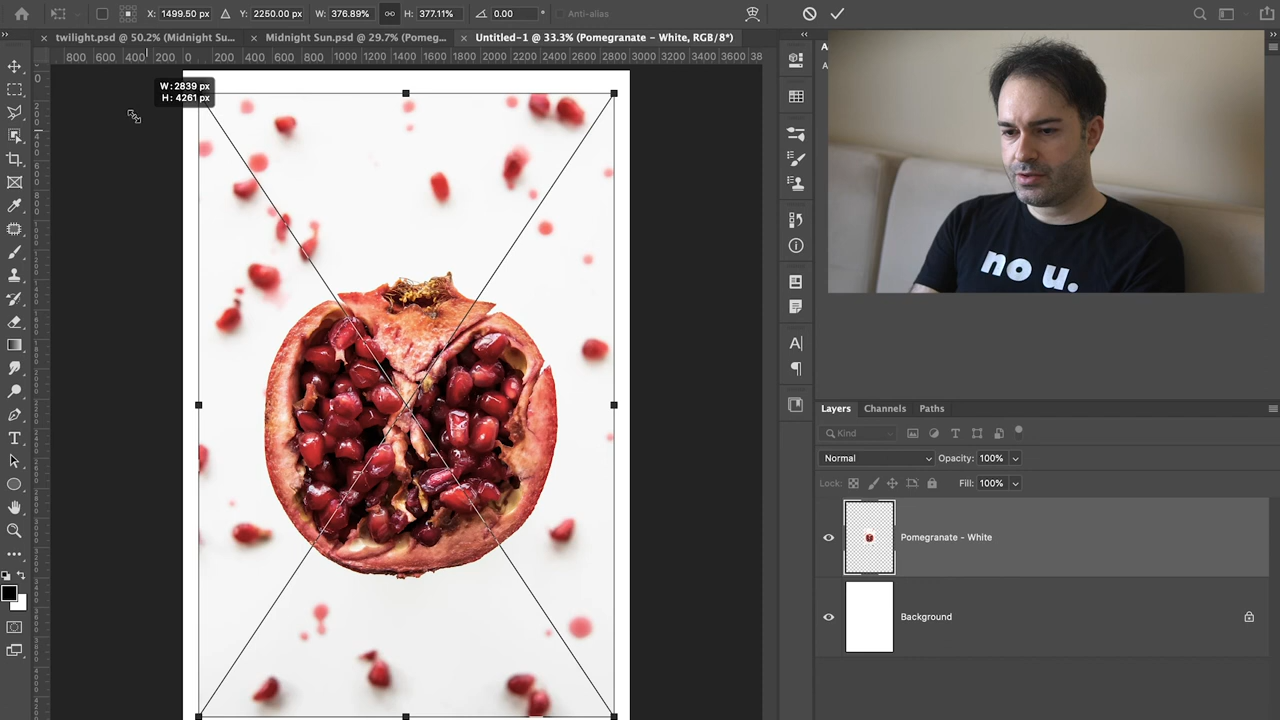 X: 1499.50 px Y: 2250.00 px W: 376.89% H: 377.11% 0.00 ° Anti-alias
× twilight.psd @ 50.2% (Midnight Su... × Midnight Sun.psd @ 29.7% (Pomeg... × Untitled-1 @ 33.3% (Pomegranate - White, RGB/8*)
800 600 400 200 0 200 400 600 800 1000 1200 1400 1600 1800 2000 2200 2400 2600 2800 3000 3200 3400 3600 38
W: 2839 px
H: 4261 px
no u.
Layers Channels Paths
Kind
Normal Opacity: 100%
Lock: Fill: 100%
Pomegranate - White
Background